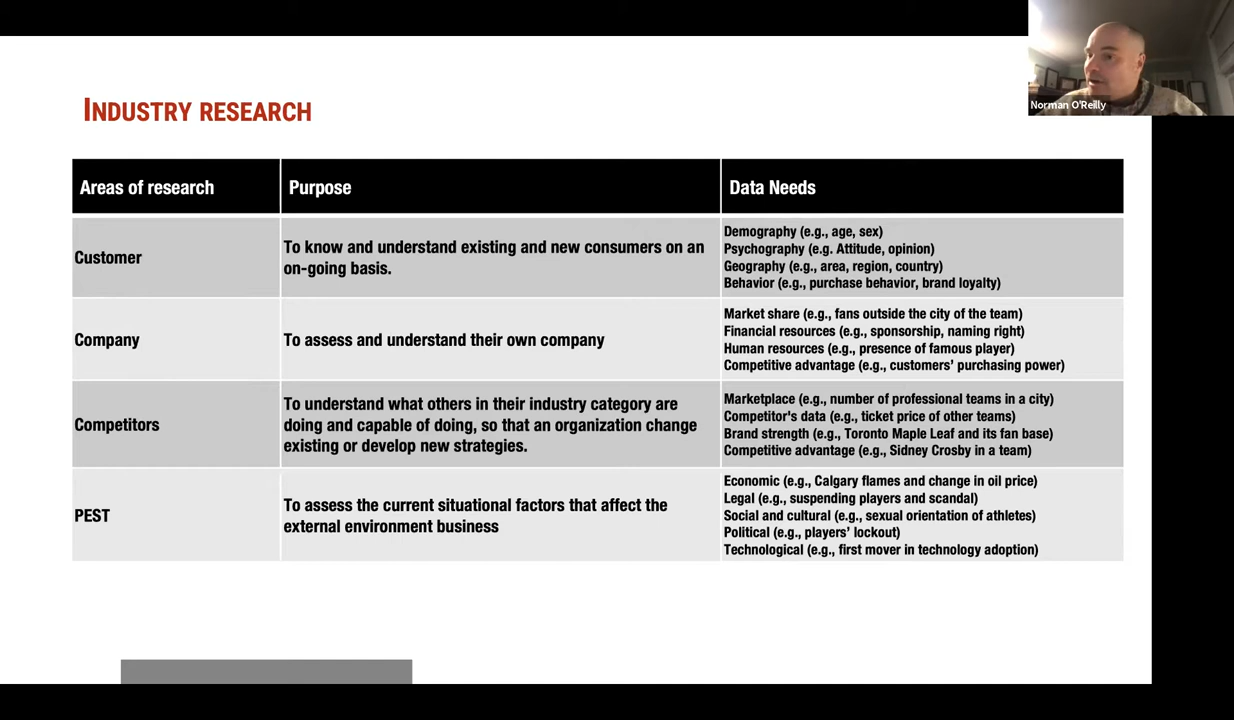 Norman O'Reilly
INDUSTRY RESEARCH
Areas of research
Purpose
Data Needs
Customer
To know and understand existing and new consumers on an
on-going basis.
Demography (e.g., age, sex)
Psychography (e.g. Attitude, opinion)
Geography (e.g., area, region, country)
Behavior (e.g., purchase behavior, brand loyalty)
Company
To assess and understand their own company
Market share (e.g., fans outside the city of the team)
Financial resources (e.g., sponsorship, naming right)
Human resources (e.g., presence of famous player)
Competitive advantage (e.g., customers' purchasing power)
Competitors
To understand what others in their industry category are
doing and capable of doing, so that an organization change
existing or develop new strategies.
Marketplace (e.g., number of professional teams in a city)
Competitor's data (e.g., ticket price of other teams)
Brand strength (e.g., Toronto Maple Leaf and its fan base)
Competitive advantage (e.g., Sidney Crosby in a team)
PEST
To assess the current situational factors that affect the
external environment business
Economic (e.g., Calgary flames and change in oil price)
Legal (e.g., suspending players and scandal)
Social and cultural (e.g., sexual orientation of athletes)
Political (e.g., players' lockout)
Technological (e.g., first mover in technology adoption)